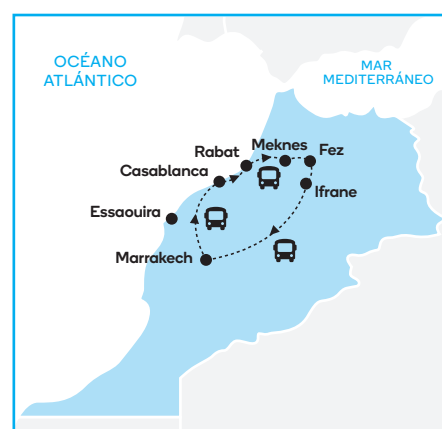 OCÉANO
ATLÁNTICO
MAR
MEDITERRÁNEO
Rabat
Meknes
Fez
Casablanca
Ifrane
Essaouira
Marrakech